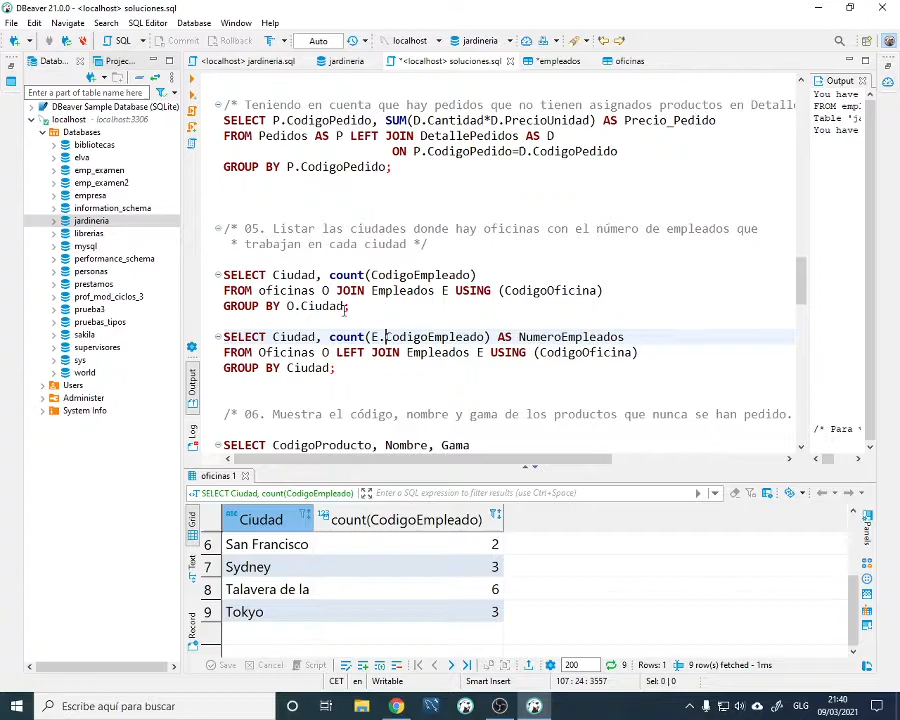 DBeaver 21.0.0 - <localhost> soluciones.sql
File Edit Navigate Search SQL Editor Database Window Help
SQL Commit Rollback T Auto localhost jardineria
Datab... Projec... <localhost> jardineria.sql jardineria *<localhost> soluciones.sql *empleados oficinas Output
Enter a part of table name here
DBeaver Sample Database (SQLite)
localhost :3306
Databases
bibliotecas
elva
emp_examen
emp_examen2
empresa
information_schema
jardineria
librerias
mysql
performance_schema
personas
prestamos
prof_mod_ciclos_3
prueba3
pruebas_tipos
sakila
supervisores
sys
world
Users
Administer
System Info
/* Teniendo en cuenta que hay pedidos que no tienen asignados productos en Detalle
SELECT P.CodigoPedido, SUM(D.Cantidad*D.PrecioUnidad) AS Precio_Pedido
FROM Pedidos AS P LEFT JOIN DetallePedidos AS D
ON P.CodigoPedido=D.CodigoPedido
GROUP BY P.CodigoPedido;
/* 05. Listar las ciudades donde hay oficinas con el número de empleados que
* trabajan en cada ciudad */
SELECT Ciudad, count(CodigoEmpleado)
FROM oficinas O JOIN Empleados E USING (CodigoOficina)
GROUP BY O.Ciudad;
SELECT Ciudad, count(E.CodigoEmpleado) AS NumeroEmpleados
FROM Oficinas O LEFT JOIN Empleados E USING (CodigoOficina)
GROUP BY Ciudad;
/* 06. Muestra el código, nombre y gama de los productos que nunca se han pedido.
SELECT CodigoProducto, Nombre, Gama
You have
FROM emp
Table 'ja
You have
/* Para v
Output
Log
oficinas 1
SELECT Ciudad, count(CodigoEmpleado) Enter a SQL expression to filter results (use Ctrl+Space)
Grid
Text
Record
Panels
Ciudad count(CodigoEmpleado)
6 San Francisco 2
7 Sydney 3
8 Talavera de la 6
9 Tokyo 3
Save Cancel Script 200 9 Rows: 1 9 row(s) fetched - 1ms
CET en Writable Smart Insert 107 : 24 : 3557 Sel: 0 | 0
Escribe aquí para buscar GLG 21:40
09/03/2021